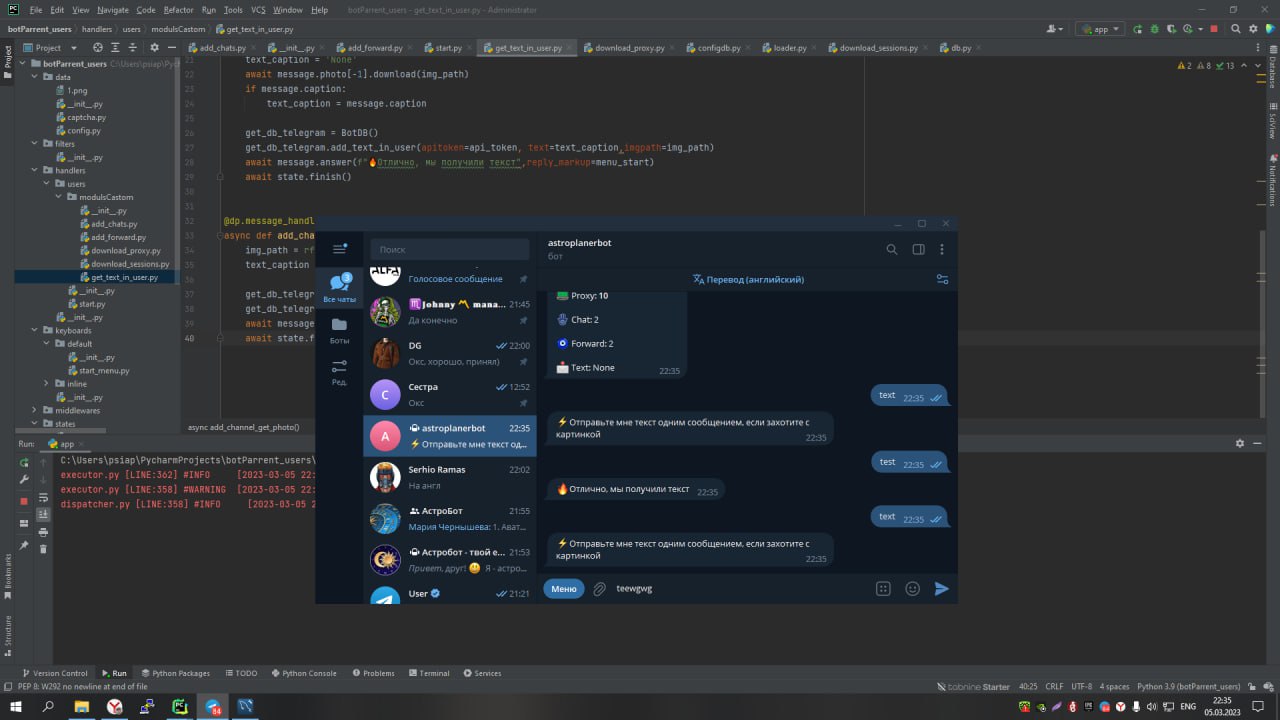 File Edit View Navigate Code Refactor Run Tools VCS Window Help botParrent_users - get_text_in_user.py - Administrator
botParrent_users handlers users modulsCastom get_text_in_user.py app
Project add_chats.py __init__.py add_forward.py start.py get_text_in_user.py download_proxy.py configdb.py loader.py download_sessions.py db.py
botParrent_users C:\Users\psiap\Pyc
data
1.png
__init__.py
captcha.py
config.py
filters
__init__.py
handlers
users
modulsCastom
__init__.py
add_chats.py
add_forward.py
download_proxy.py
download_sessions.py
get_text_in_user.py
__init__.py
start.py
__init__.py
keyboards
default
__init__.py
start_menu.py
inline
__init__.py
middlewares
states
2 8 13
21 text_caption = 'None'
22 await message.photo[-1].download(img_path)
23 if message.caption:
24 text_caption = message.caption
25
26 get_db_telegram = BotDB()
27 get_db_telegram.add_text_in_user(apitoken=api_token, text=text_caption,imgpath=img_path)
28 await message.answer(f"🔥Отлично, мы получили текст",reply_markup=menu_start)
29 await state.finish()
30
31
32 @dp.message_handl
33 async def add_cha
34 img_path = rf
35 text_caption
36
37 get_db_telegr
38 get_db_telegr
39 await message
40 await state.f
async def add_channel_get_photo()
Project
Bookmarks
Structure
Database
SciView
Notifications
Поиск
3
Все чаты
Боты
Ред.
ALFA
Голосовое сообщение
Johnny mana... 21:45
Да конечно
DG 22:00
Окс, хорошо, принял)
С
Сестра 12:52
Окс
A
astroplanerbot 22:35
⚡Отправьте мне текст од...
Serhio Ramas 22:02
На англ
АстроБот 21:55
Мария Чернышева: 1. Ават...
Астробот - твой е... 21:53
Привет, друг! 😃 Я - астро...
User 21:21
astroplanerbot
бот
Перевод (английский)
Proxy: 10
Chat: 2
Forward: 2
Text: None 22:35
text 22:35
⚡Отправьте мне текст одним сообщением, если захотите с
картинкой 22:35
test 22:35
🔥Отлично, мы получили текст 22:35
text 22:35
⚡Отправьте мне текст одним сообщением, если захотите с
картинкой 22:35
Меню teewgwg
Run: app
C:\Users\psiap\PycharmProjects\botParrent_users\
executor.py [LINE:362] #INFO [2023-03-05 22:
executor.py [LINE:358] #WARNING [2023-03-05 22:
dispatcher.py [LINE:358] #INFO [2023-03-05 2
Version Control Run Python Packages TODO Python Console Problems Terminal Services
PEP 8: W292 no newline at end of file tabnine Starter 40:25 CRLF UTF-8 4 spaces Python 3.9 (botParrent_users)
84
ENG 22:35
05.03.2023